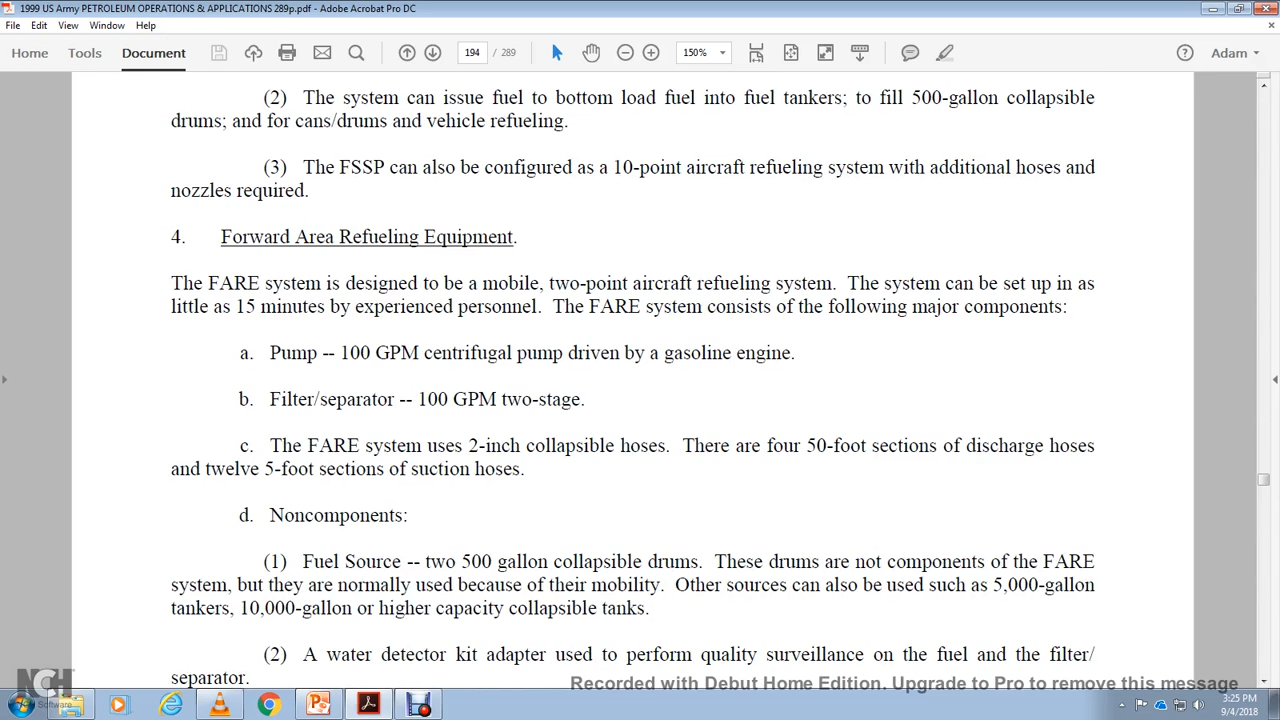 1999 US Army PETROLEUM OPERATIONS & APPLICATIONS 289p.pdf - Adobe Acrobat Pro DC
File Edit View Window Help
Home Tools Document 194 / 289 150% Adam
(2) The system can issue fuel to bottom load fuel into fuel tankers; to fill 500-gallon collapsible
drums; and for cans/drums and vehicle refueling.
(3) The FSSP can also be configured as a 10-point aircraft refueling system with additional hoses and
nozzles required.
4. Forward Area Refueling Equipment.
The FARE system is designed to be a mobile, two-point aircraft refueling system. The system can be set up in as
little as 15 minutes by experienced personnel. The FARE system consists of the following major components:
a. Pump -- 100 GPM centrifugal pump driven by a gasoline engine.
b. Filter/separator -- 100 GPM two-stage.
c. The FARE system uses 2-inch collapsible hoses. There are four 50-foot sections of discharge hoses
and twelve 5-foot sections of suction hoses.
d. Noncomponents:
(1) Fuel Source -- two 500 gallon collapsible drums. These drums are not components of the FARE
system, but they are normally used because of their mobility. Other sources can also be used such as 5,000-gallon
tankers, 10,000-gallon or higher capacity collapsible tanks.
(2) A water detector kit adapter used to perform quality surveillance on the fuel and the filter/
separator.
NCH
Software
Recorded with Debut Home Edition. Upgrade to Pro to remove this message
3:25 PM
9/4/2018